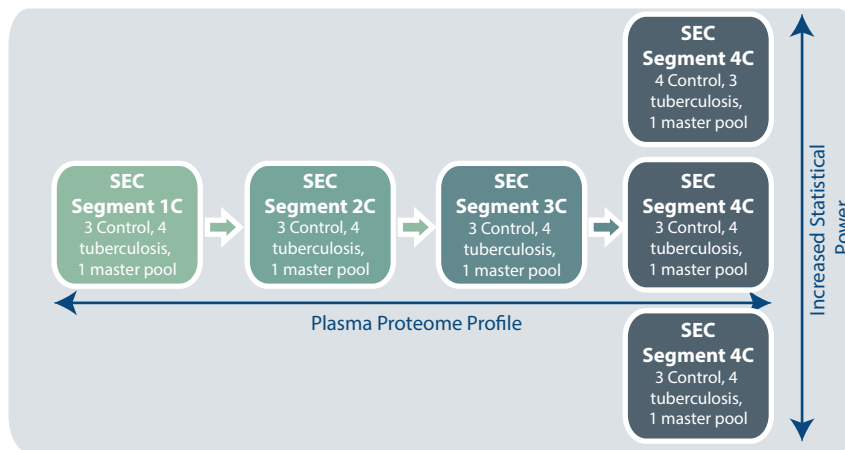 SEC
Segment 4C
4 Control, 3
tuberculosis,
1 master pool
SEC
Segment 1C
3 Control, 4
tuberculosis,
1 master pool
SEC
Segment 2C
3 Control, 4
tuberculosis,
1 master pool
SEC
Segment 3C
3 Control, 4
tuberculosis,
1 master pool
SEC
Segment 4C
3 Control, 4
tuberculosis,
1 master pool
Plasma Proteome Profile
SEC
Segment 4C
3 Control, 4
tuberculosis,
1 master pool
Increased Statistical
Power